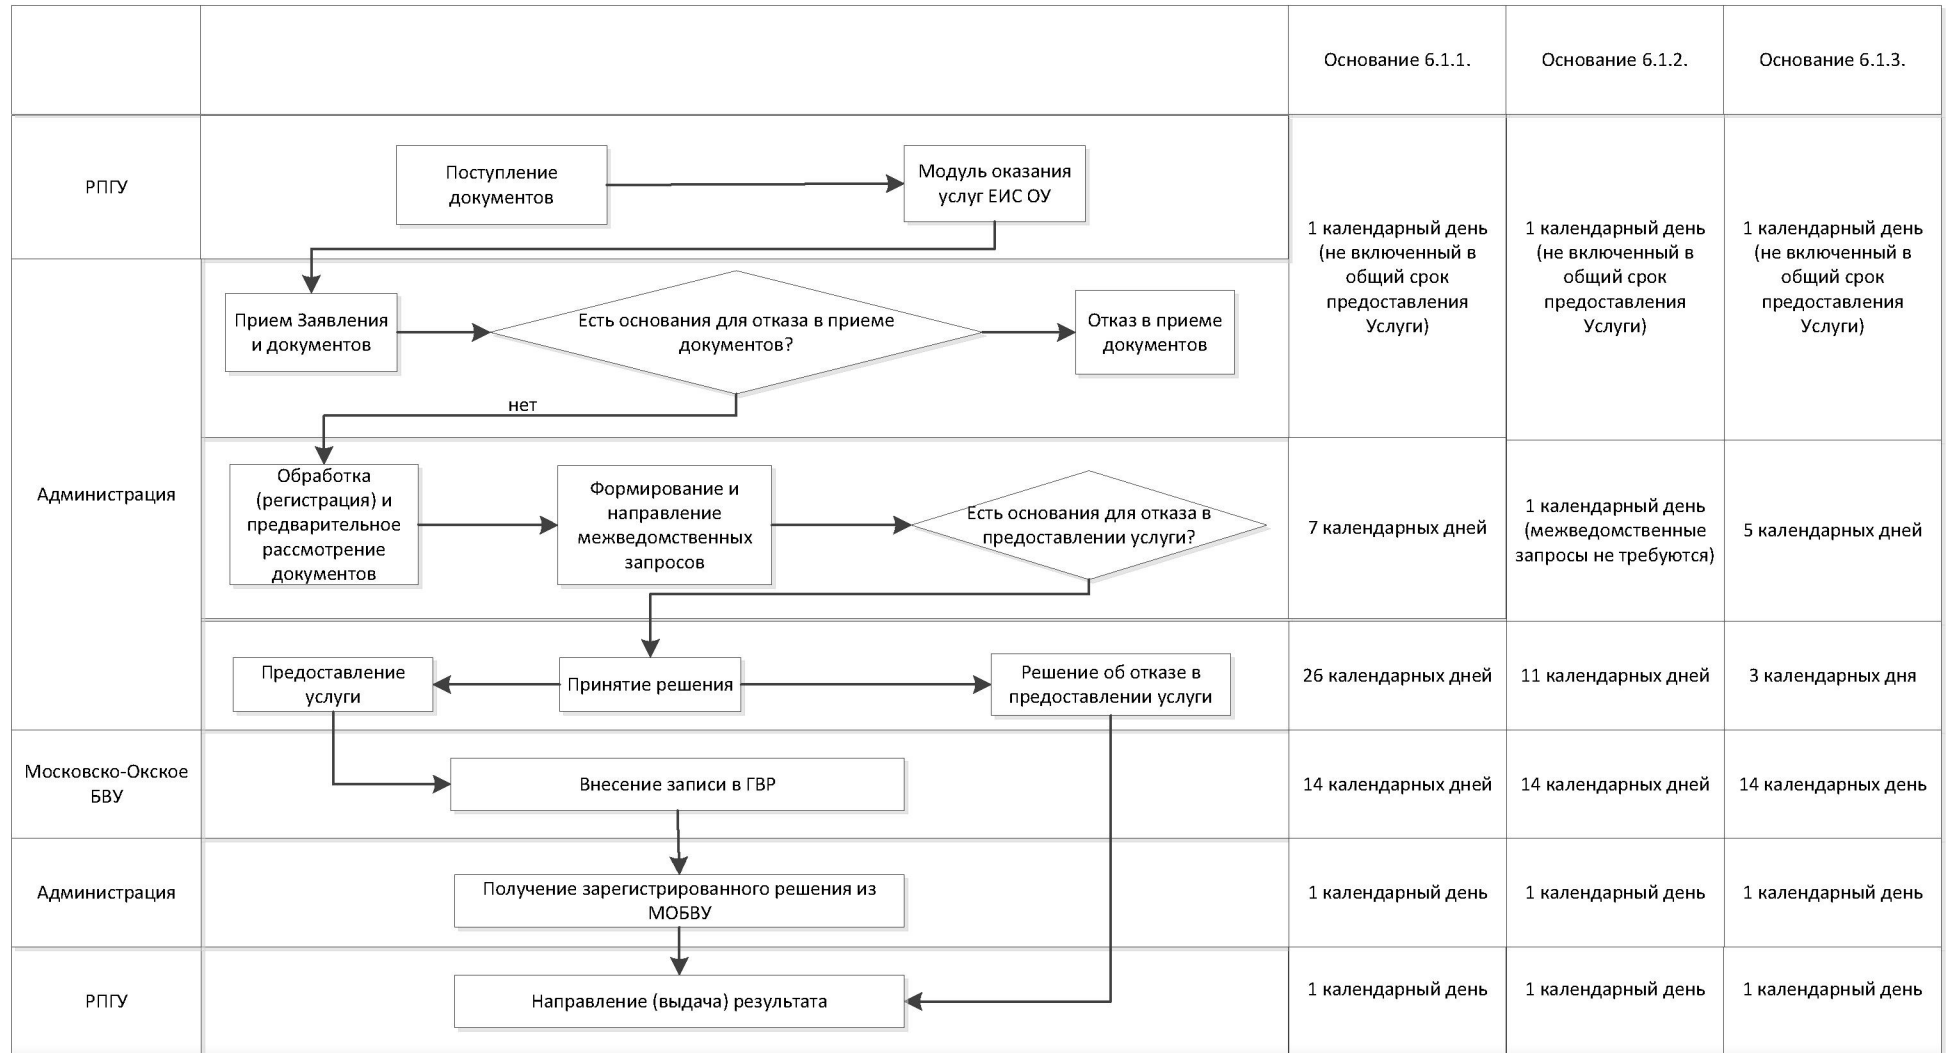 Основание 6.1.1.
Основание 6.1.2.
Основание 6.1.3.
РПГУ
Поступление
документов
Модуль оказания
услуг ЕИС ОУ
1 календарный день
(не включенный в
общий срок
предоставления
Услуги)
1 календарный день
(не включенный в
общий срок
предоставления
Услуги)
1 календарный день
(не включенный в
общий срок
предоставления
Услуги)
Администрация
Прием Заявления
и документов
Есть основания для отказа в приеме
документов?
Отказ в приеме
документов
нет
Обработка
(регистрация) и
предварительное
рассмотрение
документов
Формирование и
направление
межведомственных
запросов
Есть основания для отказа в
предоставлении услуги?
7 календарных дней
1 календарный день
(межведомственные
запросы не требуются)
5 календарных дней
Предоставление
услуги
Принятие решения
Решение об отказе в
предоставлении услуги
26 календарных дней
11 календарных дней
3 календарных дня
Московско-Окское
БВУ
Внесение записи в ГВР
14 календарных дней
14 календарных дней
14 календарных день
Администрация
Получение зарегистрированного решения из
МОБВУ
1 календарный день
1 календарный день
1 календарный день
РПГУ
Направление (выдача) результата
1 календарный день
1 календарный день
1 календарный день